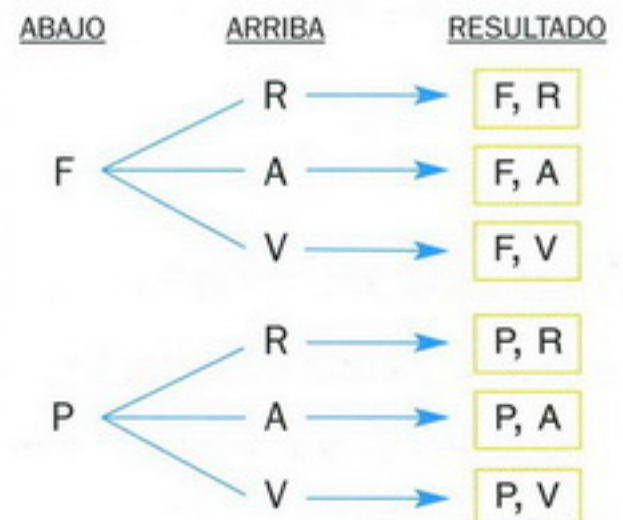 ABAJO ARRIBA RESULTADO
R F, R
F A F, A
V F, V
R P, R
P A P, A
V P, V